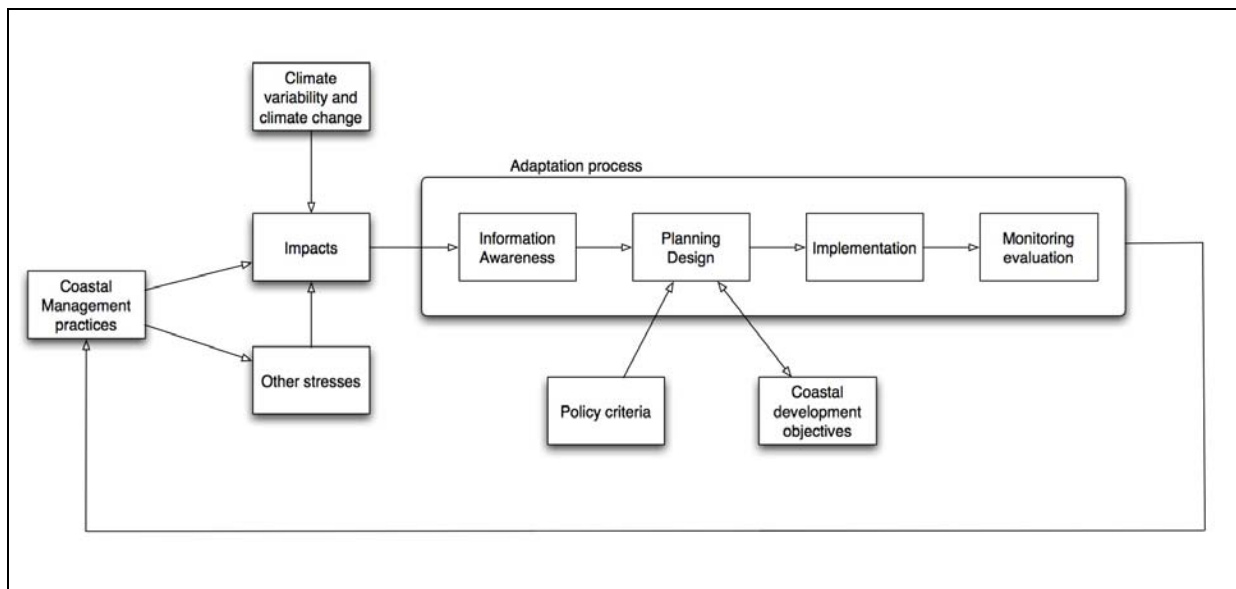 Climate
variability and
climate change
Adaptation process
Impacts
Information
Awareness
Planning
Design
Implementation
Monitoring
evaluation
Coastal
Management
practices
Other stresses
Policy criteria
Coastal
development
objectives